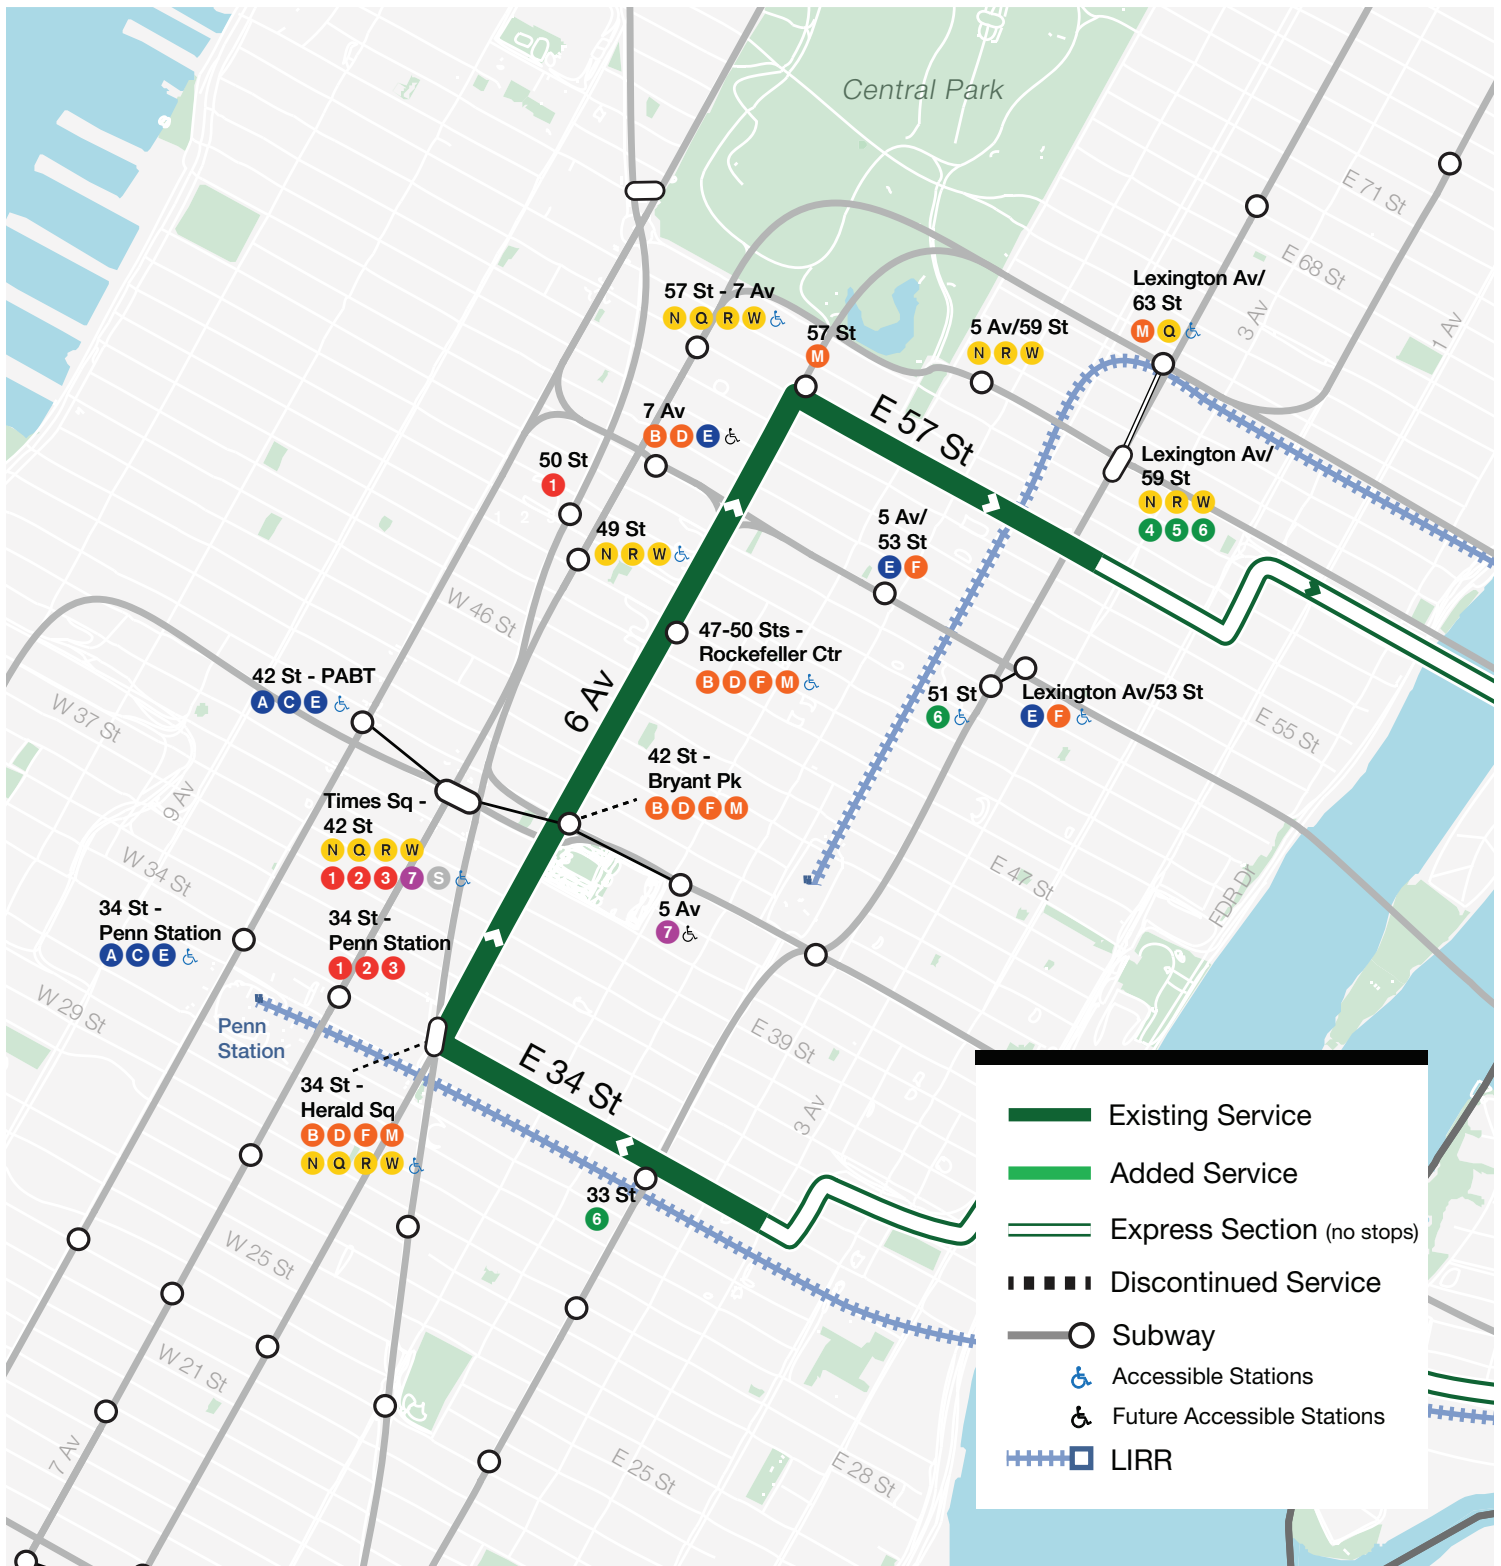 Central Park
E 71 St
E 68 St
3 Av
1 Av
Lexington Av/
63 St
M Q
57 St - 7 Av
N Q R W
57 St
M
5 Av/59 St
N R W
E 57 St
7 Av
B D E
50 St
1
49 St
N R W
Lexington Av/
59 St
N R W
4 5 6
5 Av/
53 St
E F
W 46 St
47-50 Sts -
Rockefeller Ctr
B D F M
6 Av
42 St - PABT
A C E
51 St
6
Lexington Av/53 St
E F
E 55 St
W 37 St
9 Av
42 St -
Bryant Pk
B D F M
Times Sq -
42 St
N Q R W
1 2 3 7 S
W 34 St
E 47 St
FDR Dr
34 St -
Penn Station
A C E
34 St -
Penn Station
1 2 3
5 Av
7
W 29 St
Penn
Station
E 39 St
E 34 St
3 Av
34 St -
Herald Sq
B D F M
N Q R W
33 St
6
W 25 St
W 21 St
7 Av
E 25 St
E 28 St
Existing Service
Added Service
Express Section (no stops)
Discontinued Service
Subway
Accessible Stations
Future Accessible Stations
LIRR